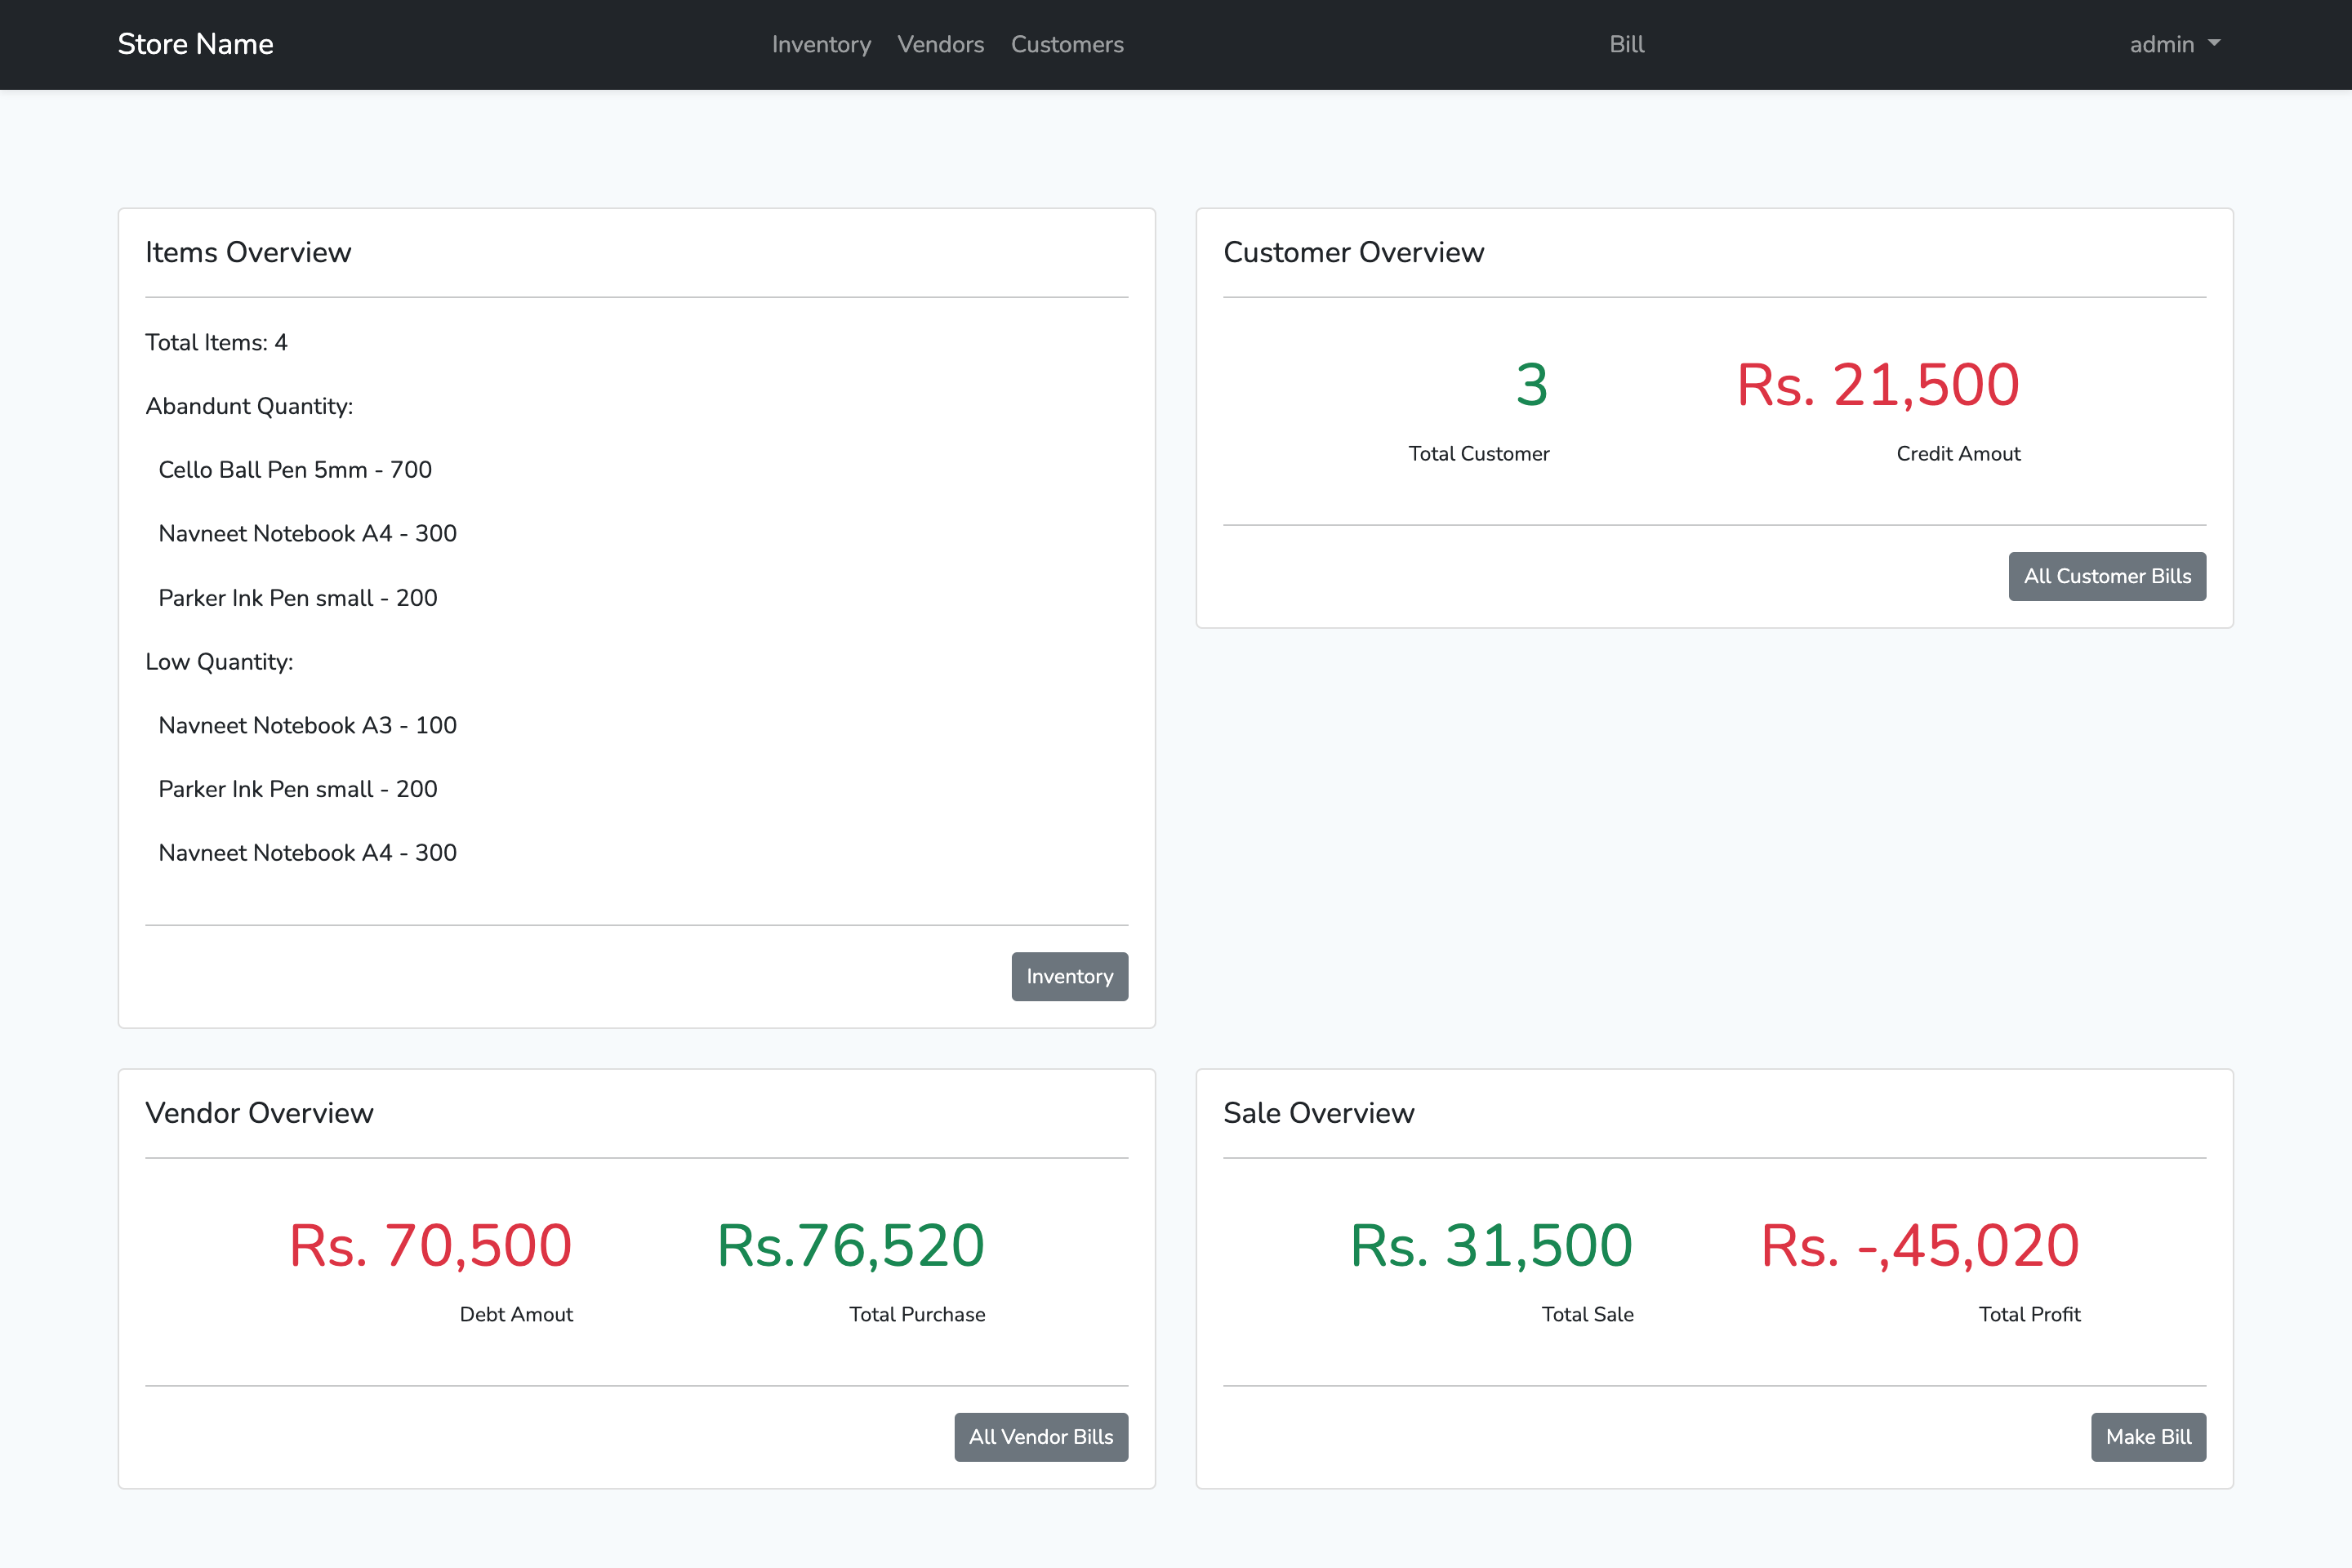 Store Name
Inventory Vendors Customers Bill admin
Items Overview
Total Items: 4
Abandunt Quantity:
Cello Ball Pen 5mm - 700
Navneet Notebook A4 - 300
Parker Ink Pen small - 200
Low Quantity:
Navneet Notebook A3 - 100
Parker Ink Pen small - 200
Navneet Notebook A4 - 300
Inventory
Customer Overview
3
Total Customer
Rs. 21,500
Credit Amout
All Customer Bills
Vendor Overview
Rs. 70,500
Debt Amout
Rs.76,520
Total Purchase
All Vendor Bills
Sale Overview
Rs. 31,500
Total Sale
Rs. -,45,020
Total Profit
Make Bill